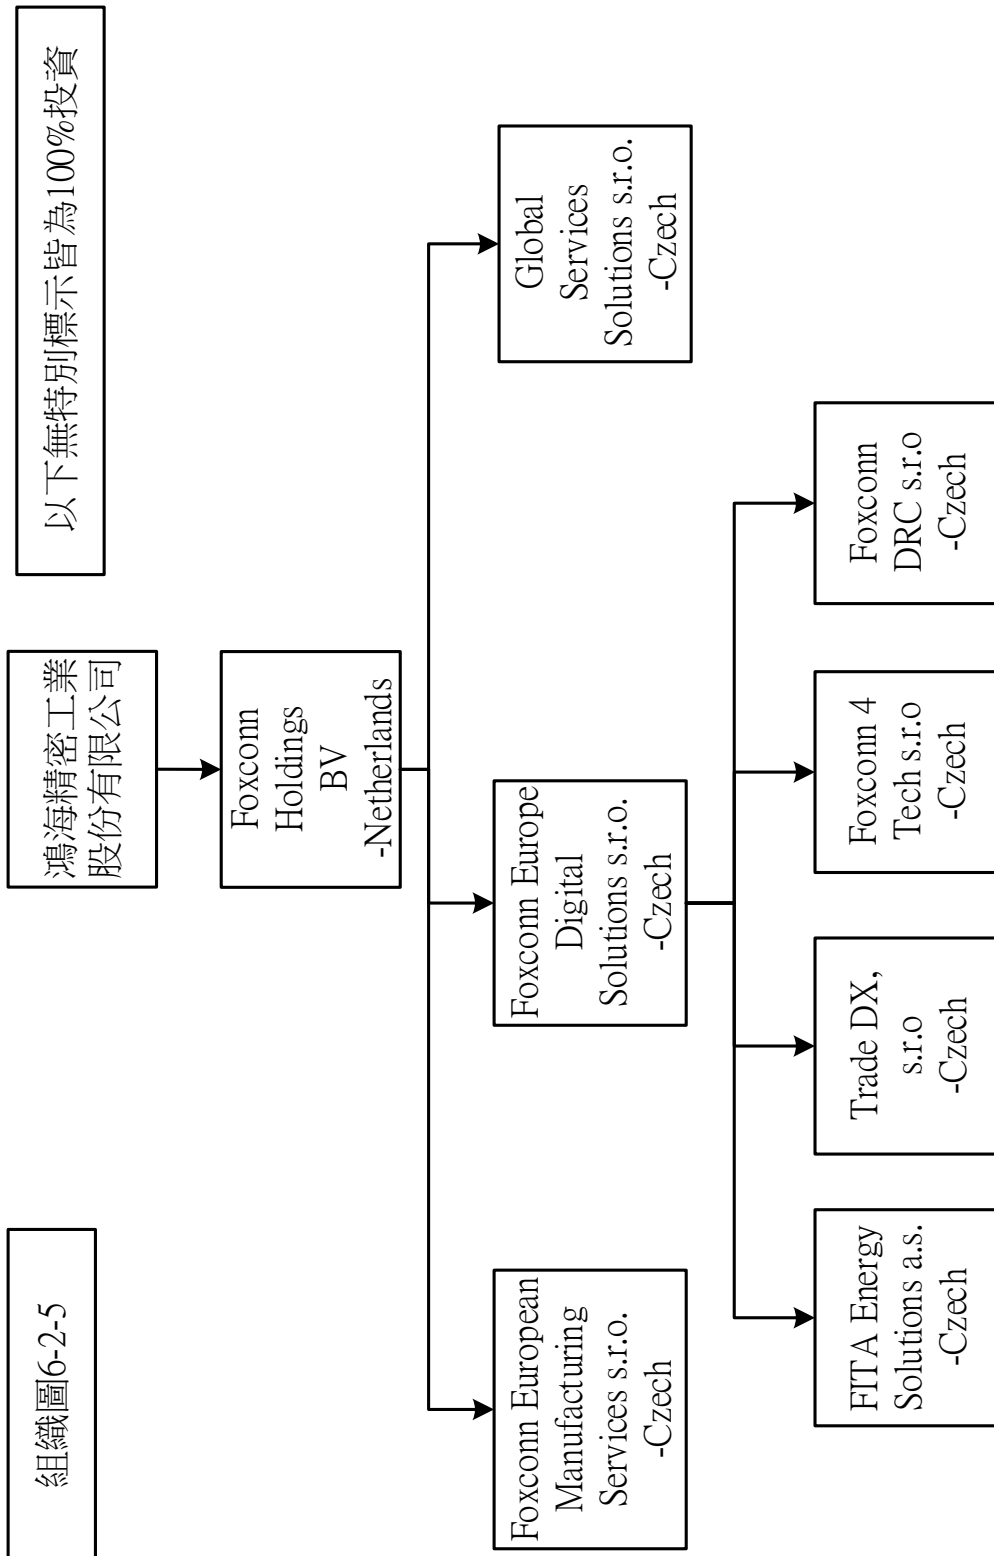 組織圖6-2-5
鴻海精密工業
股份有限公司
以下無特別標示皆為100%投資
Foxconn
Holdings
BV
-Netherlands
Foxconn European
Manufacturing
Services s.r.o.
-Czech
Foxconn Europe
Digital
Solutions s.r.o.
-Czech
Global
Services
Solutions s.r.o.
-Czech
FITA Energy
Solutions a.s.
-Czech
Trade DX,
s.r.o
-Czech
Foxconn 4
Tech s.r.o
-Czech
Foxconn
DRC s.r.o
-Czech